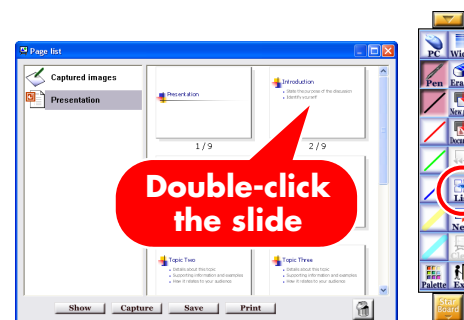 Page list
Captured images
Presentation
Presentation
Introduction
State the purpose of the discussion
Identify yourself
1 / 9
2 / 9
Double-click
the slide
Topic Two
Details about this topic
Supporting information and examples
How it relates to your audience
Topic Three
Details about this topic
Supporting information and examples
How it relates to your audience
Show
Capture
Save
Print
PC
Pen
Palette
Star
Board